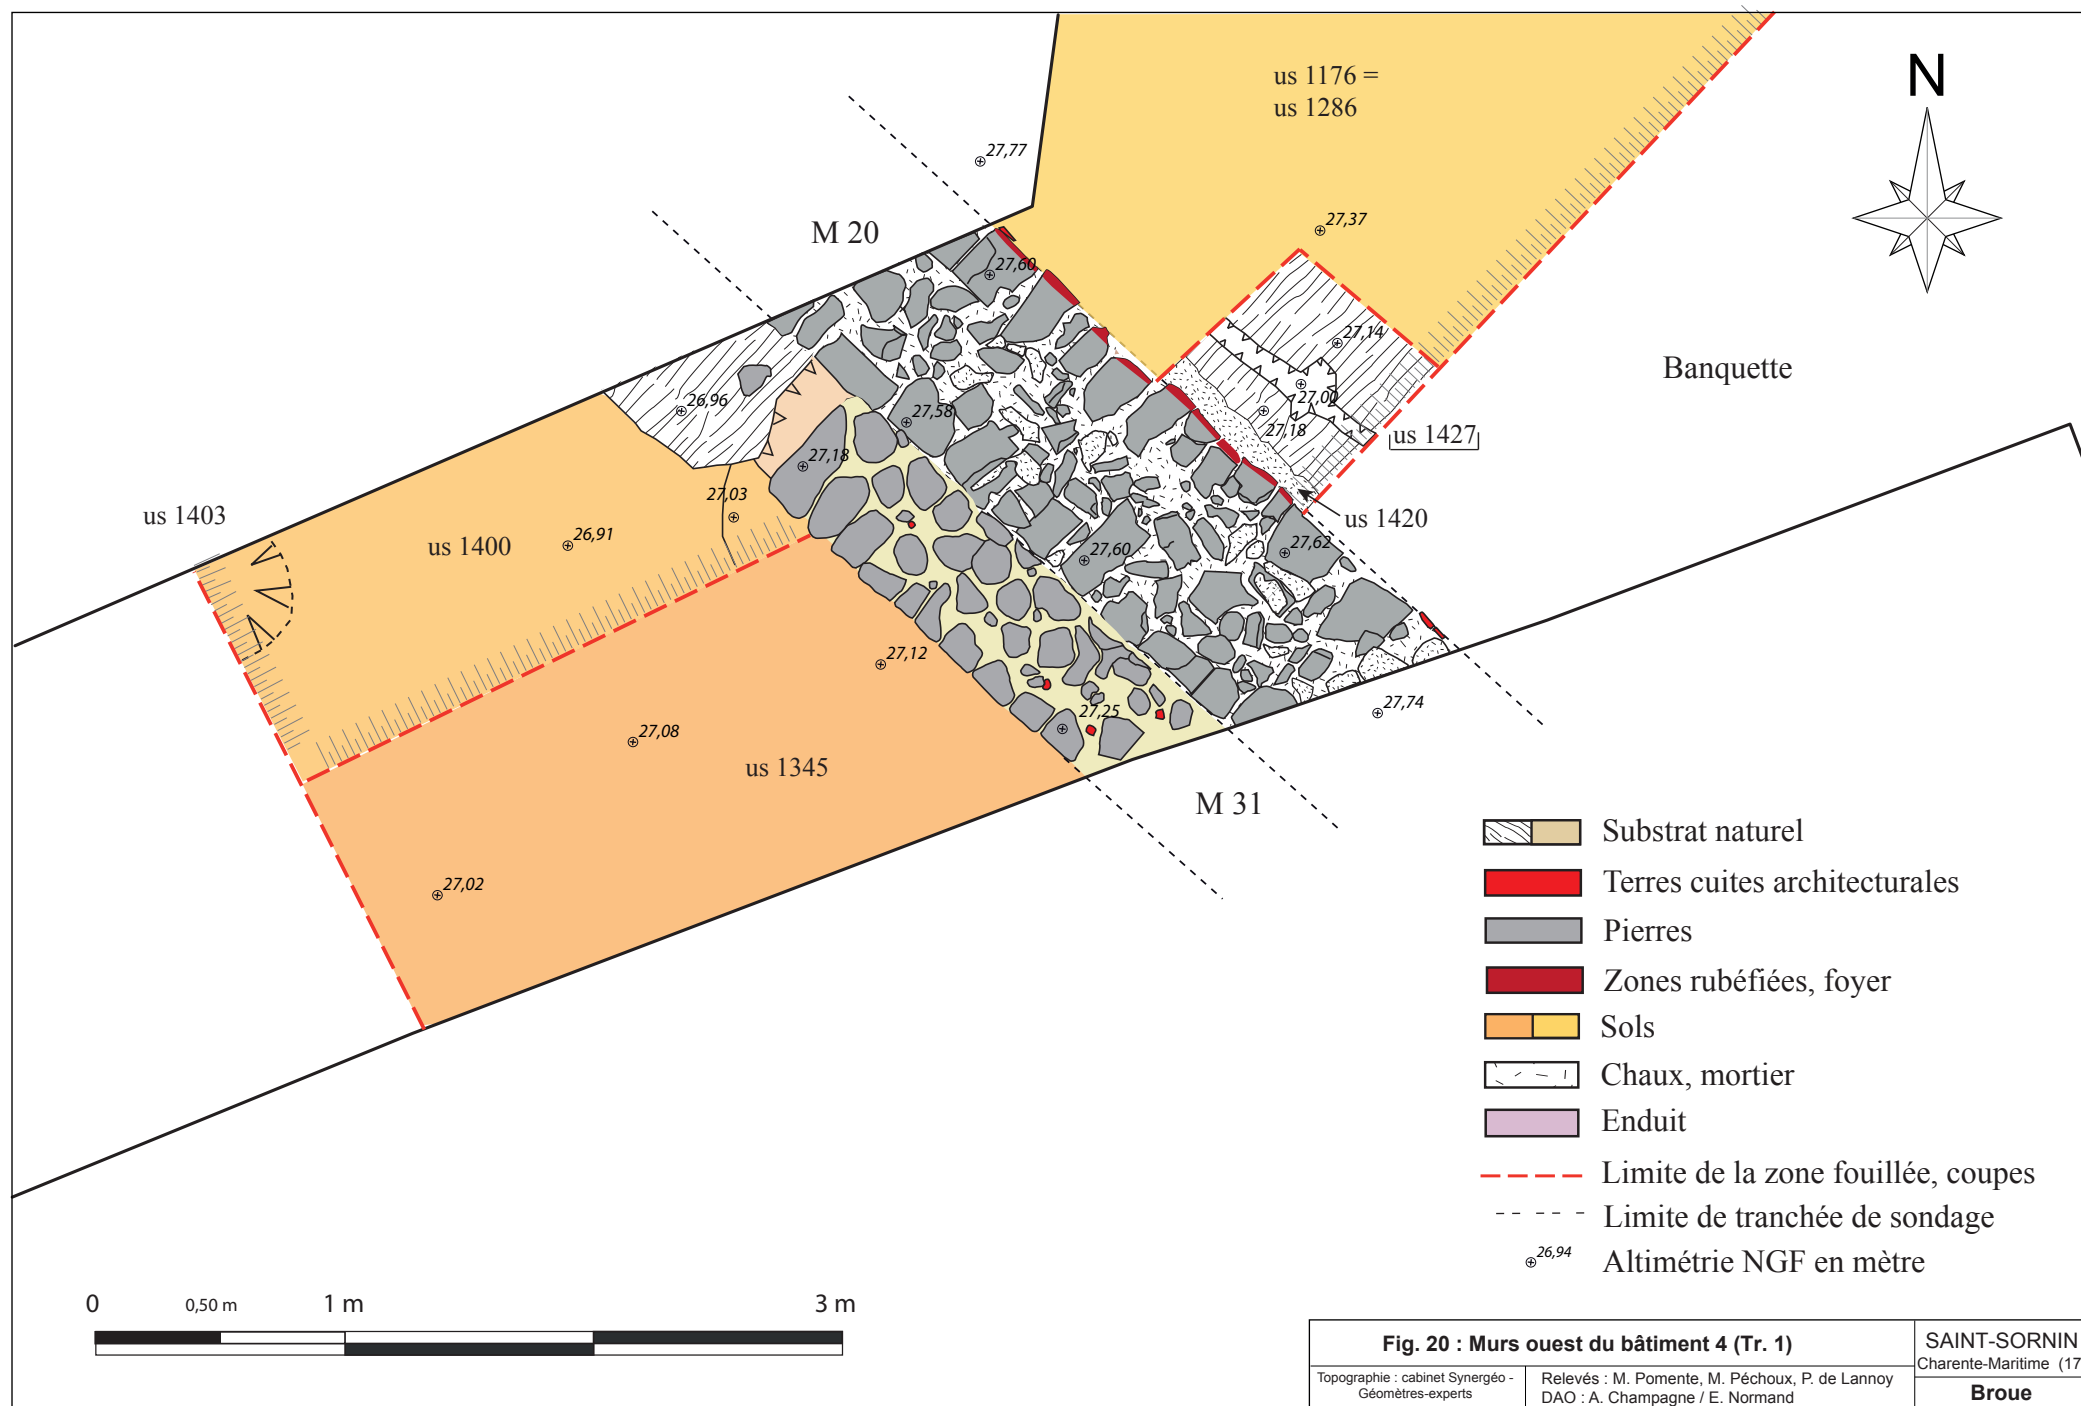 us 1176 =
us 1286
N
27,77
M 20
27,37
27,60
27,14
Banquette
27,00
26,96
27,58
27,18
us 1427
27,18
27,03
us 1403
us 1400
26,91
us 1420
27,60
27,62
27,12
27,08
27,25
27,74
us 1345
M 31
27,02
Substrat naturel
Terres cuites architecturales
Pierres
Zones rubéfiées, foyer
Sols
Chaux, mortier
Enduit
Limite de la zone fouillée, coupes
Limite de tranchée de sondage
26,94
Altimétrie NGF en mètre
0
0,50 m
1 m
3 m
Fig. 20 : Murs ouest du bâtiment 4 (Tr. 1)
Topographie : cabinet Synergéo -
Géomètres-experts
Relevés : M. Pomente, M. Péchoux, P. de Lannoy
DAO : A. Champagne / E. Normand
SAINT-SORNIN
Charente-Maritime (17
Broue